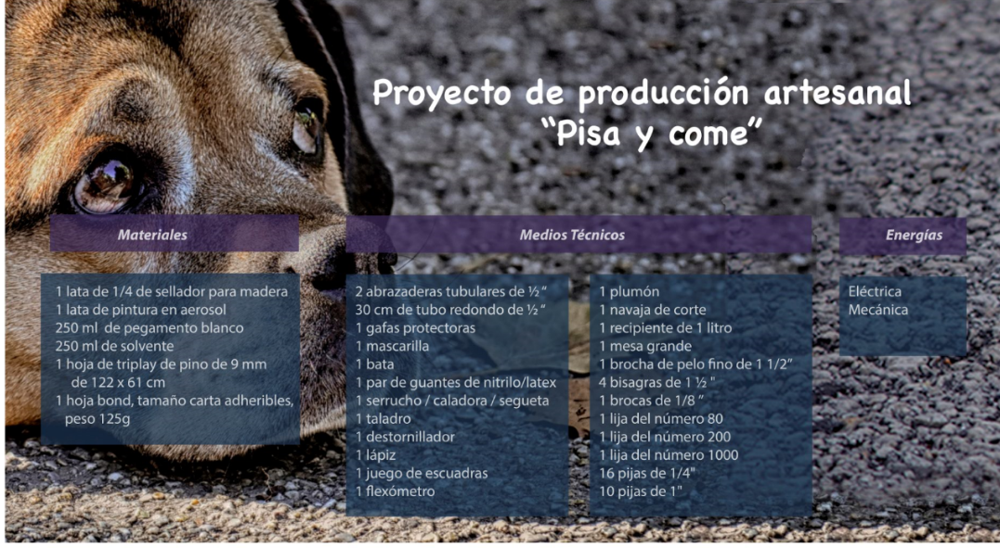 Proyecto de producción artesanal
“Pisa y come”
Materiales
1 lata de 1/4 de sellador para madera
1 lata de pintura en aerosol
250 ml de pegamento blanco
250 ml de solvente
1 hoja de triplay de pino de 9 mm
de 122 x 61 cm
1 hoja bond, tamaño carta adheribles,
peso 125g
Medios Técnicos
2 abrazaderas tubulares de ½ “
30 cm de tubo redondo de ½ “
1 gafas protectoras
1 mascarilla
1 bata
1 par de guantes de nitrilo/latex
1 serrucho / caladora / segueta
1 taladro
1 destornillador
1 lápiz
1 juego de escuadras
1 flexómetro
1 plumón
1 navaja de corte
1 recipiente de 1 litro
1 mesa grande
1 brocha de pelo fino de 1 1/2”
4 bisagras de 1 ½ "
1 brocas de 1/8 ”
1 lija del número 80
1 lija del número 200
1 lija del número 1000
16 pijas de 1/4"
10 pijas de 1"
Energías
Eléctrica
Mecánica